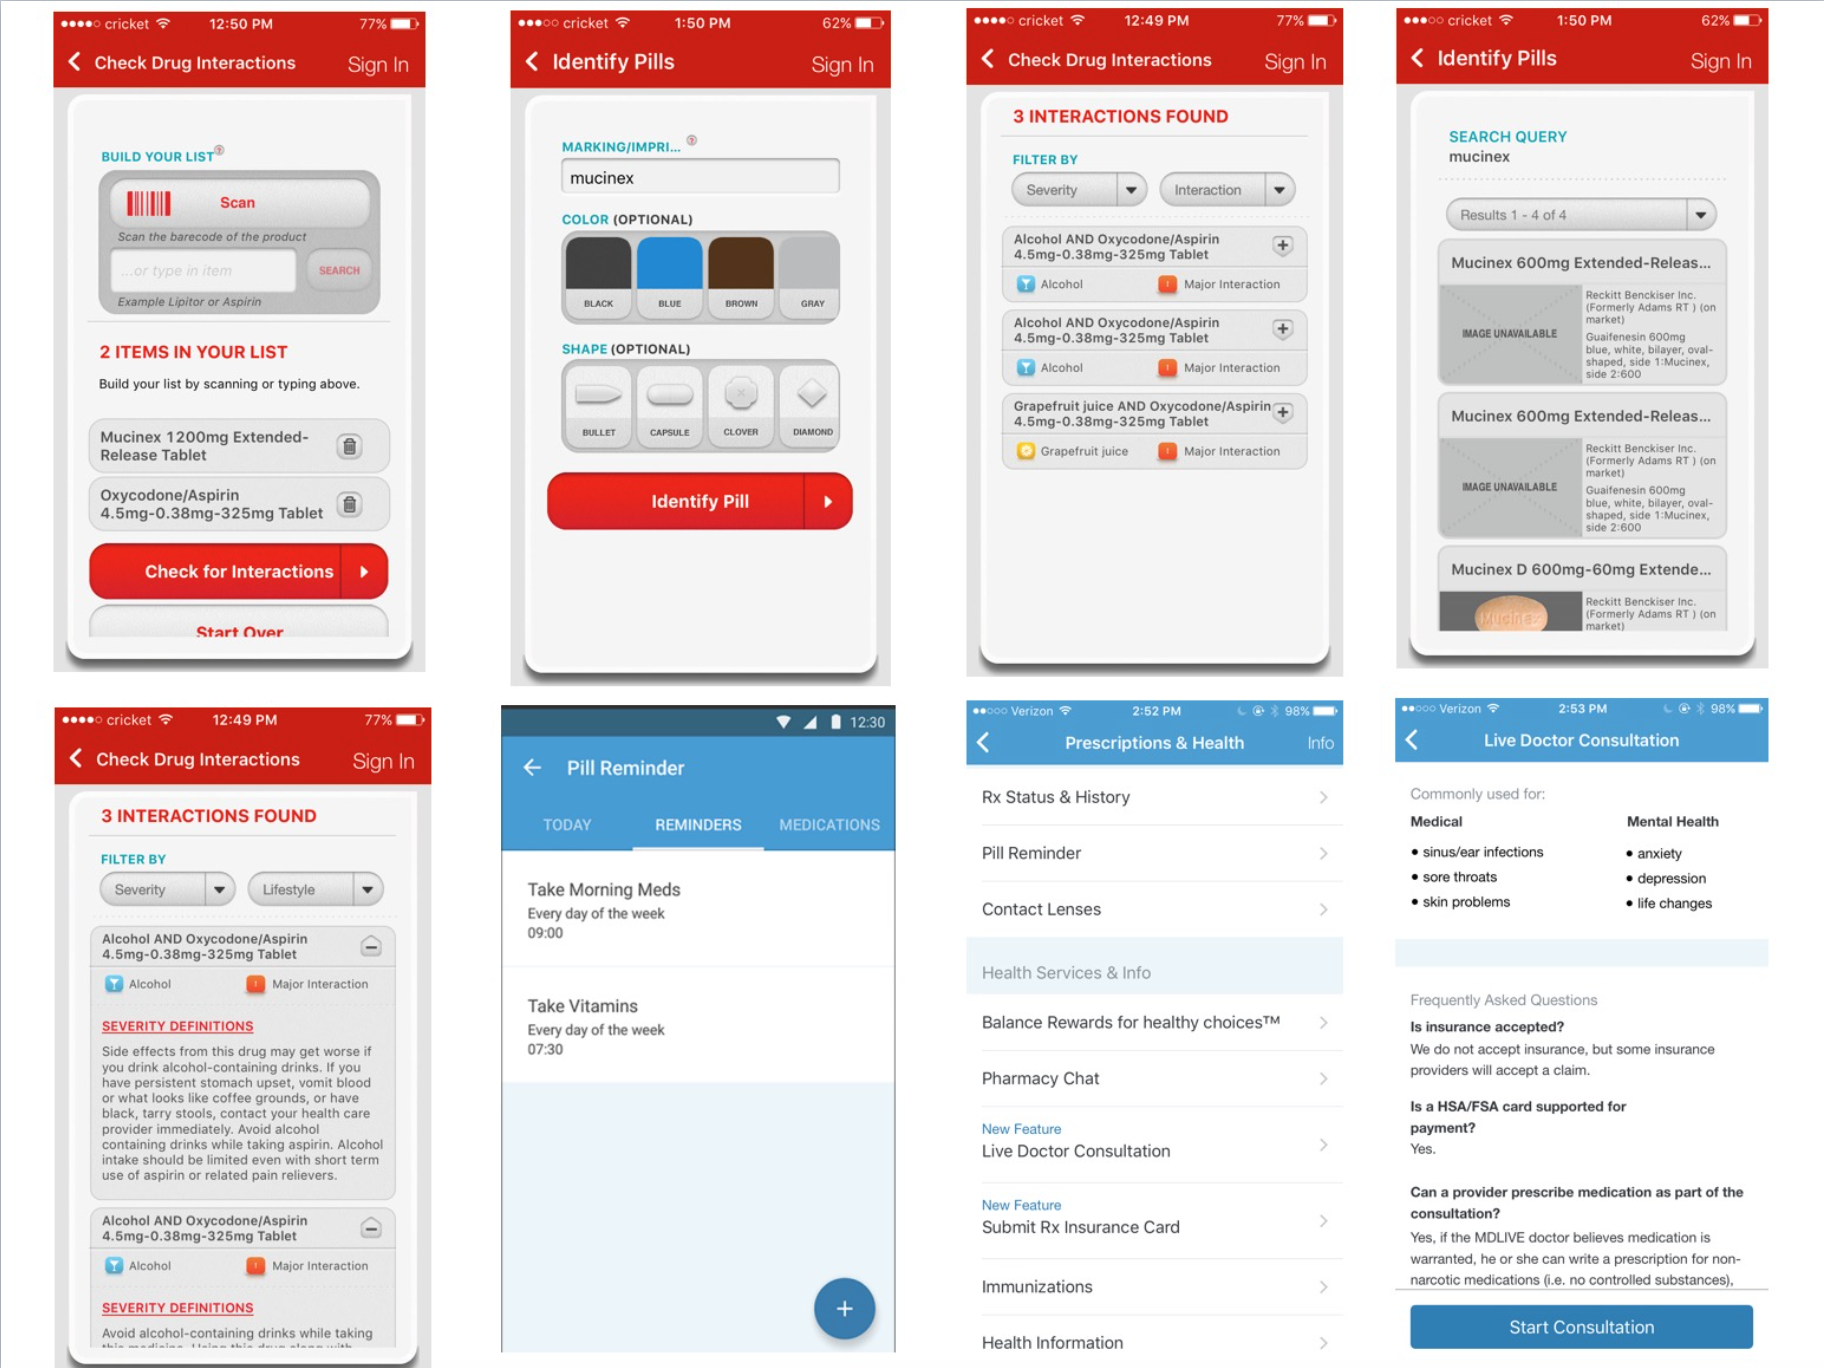 cricket 12:50 PM 77%
Check Drug Interactions Sign In
BUILD YOUR LIST
Scan
Scan the barecode of the product
...or type in item SEARCH
Example Lipitor or Aspirin
2 ITEMS IN YOUR LIST
Build your list by scanning or typing above.
Mucinex 1200mg Extended-
Release Tablet
Oxycodone/Aspirin
4.5mg-0.38mg-325mg Tablet
Check for Interactions
Start Over
cricket 1:50 PM 62%
Identify Pills Sign In
MARKING/IMPRI... 
mucinex
COLOR (OPTIONAL)
BLACK BLUE BROWN GRAY
SHAPE (OPTIONAL)
BULLET CAPSULE CLOVER DIAMOND
Identify Pill
cricket 12:49 PM 77%
Check Drug Interactions Sign In
3 INTERACTIONS FOUND
FILTER BY
Severity Interaction
Alcohol AND Oxycodone/Aspirin
4.5mg-0.38mg-325mg Tablet
Alcohol Major Interaction
Alcohol AND Oxycodone/Aspirin
4.5mg-0.38mg-325mg Tablet
Alcohol Major Interaction
Grapefruit juice AND Oxycodone/Aspirin
4.5mg-0.38mg-325mg Tablet
Grapefruit juice Major Interaction
cricket 1:50 PM 62%
Identify Pills Sign In
SEARCH QUERY
mucinex
Results 1 - 4 of 4
Mucinex 600mg Extended-Releas...
IMAGE UNAVAILABLE
Reckitt Benckiser Inc.
(Formerly Adams RT ) (on
market)
Guaifenesin 600mg
blue, white, bilayer, oval-
shaped, side 1:Mucinex,
side 2:600
Mucinex 600mg Extended-Releas...
IMAGE UNAVAILABLE
Reckitt Benckiser Inc.
(Formerly Adams RT ) (on
market)
Guaifenesin 600mg
blue, white, bilayer, oval-
shaped, side 1:Mucinex,
side 2:600
Mucinex D 600mg-60mg Extende...
Mucinex
Reckitt Benckiser Inc.
(Formerly Adams RT ) (on
market)
cricket 12:49 PM 77%
Check Drug Interactions Sign In
3 INTERACTIONS FOUND
FILTER BY
Severity Lifestyle
Alcohol AND Oxycodone/Aspirin
4.5mg-0.38mg-325mg Tablet
Alcohol Major Interaction
SEVERITY DEFINITIONS
Side effects from this drug may get worse if
you drink alcohol-containing drinks. If you
have persistent stomach upset, vomit blood
or what looks like coffee grounds, or have
black, tarry stools, contact your health care
provider immediately. Avoid alcohol
containing drinks while taking aspirin. Alcohol
intake should be limited even with short term
use of aspirin or related pain relievers.
Alcohol AND Oxycodone/Aspirin
4.5mg-0.38mg-325mg Tablet
Alcohol Major Interaction
SEVERITY DEFINITIONS
Avoid alcohol-containing drinks while taking
this medicine. Using this drug along with
12:30
Pill Reminder
TODAY REMINDERS MEDICATIONS
Take Morning Meds
Every day of the week
09:00
Take Vitamins
Every day of the week
07:30
+
Verizon 2:52 PM 98%
Prescriptions & Health Info
Rx Status & History
Pill Reminder
Contact Lenses
Health Services & Info
Balance Rewards for healthy choices™
Pharmacy Chat
New Feature
Live Doctor Consultation
New Feature
Submit Rx Insurance Card
Immunizations
Health Information
Verizon 2:53 PM 98%
Live Doctor Consultation
Commonly used for:
Medical Mental Health
• sinus/ear infections • anxiety
• sore throats • depression
• skin problems • life changes
Frequently Asked Questions
Is insurance accepted?
We do not accept insurance, but some insurance
providers will accept a claim.
Is a HSA/FSA card supported for
payment?
Yes.
Can a provider prescribe medication as part of the
consultation?
Yes, if the MDLIVE doctor believes medication is
warranted, he or she can write a prescription for non-
narcotic medications (i.e. no controlled substances),
Start Consultation